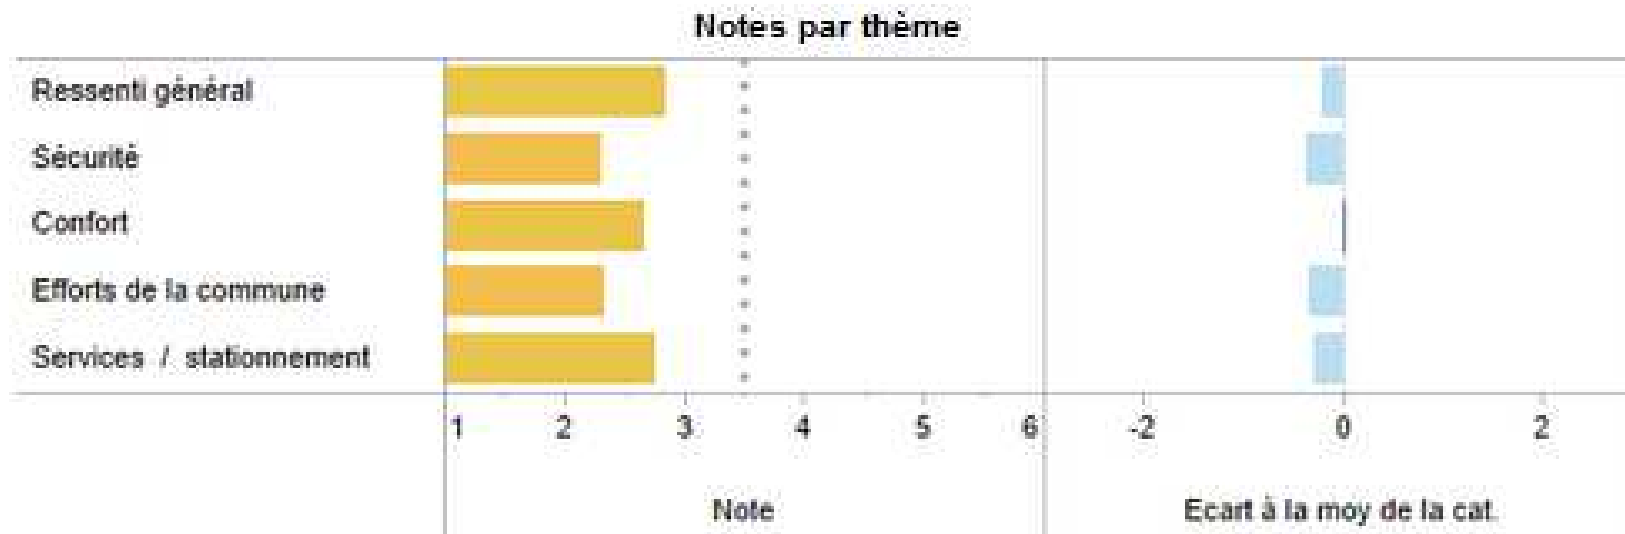 Notes par thème
Ressenti général
Sécurité
Confort
Efforts de la commune
Services / stationnement
1 2 3 4 5 6 -2 0 2
Note Ecart à la moy de la cat.